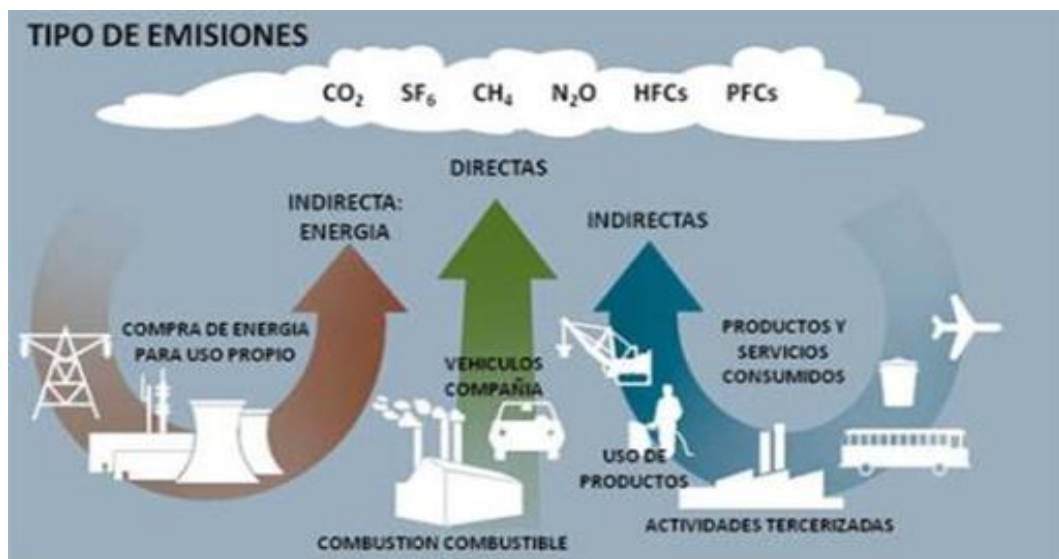 TIPO DE EMISIONES
CO₂ SF₆ CH₄ N₂O HFCs PFCs
DIRECTAS
INDIRECTA:
ENERGIA
INDIRECTAS
COMPRA DE ENERGIA
PARA USO PROPIO
VEHICULOS
COMPAÑIA
PRODUCTOS Y
SERVICIOS
CONSUMIDOS
USO DE
PRODUCTOS
ACTIVIDADES TERCERIZADAS
COMBUSTION COMBUSTIBLE